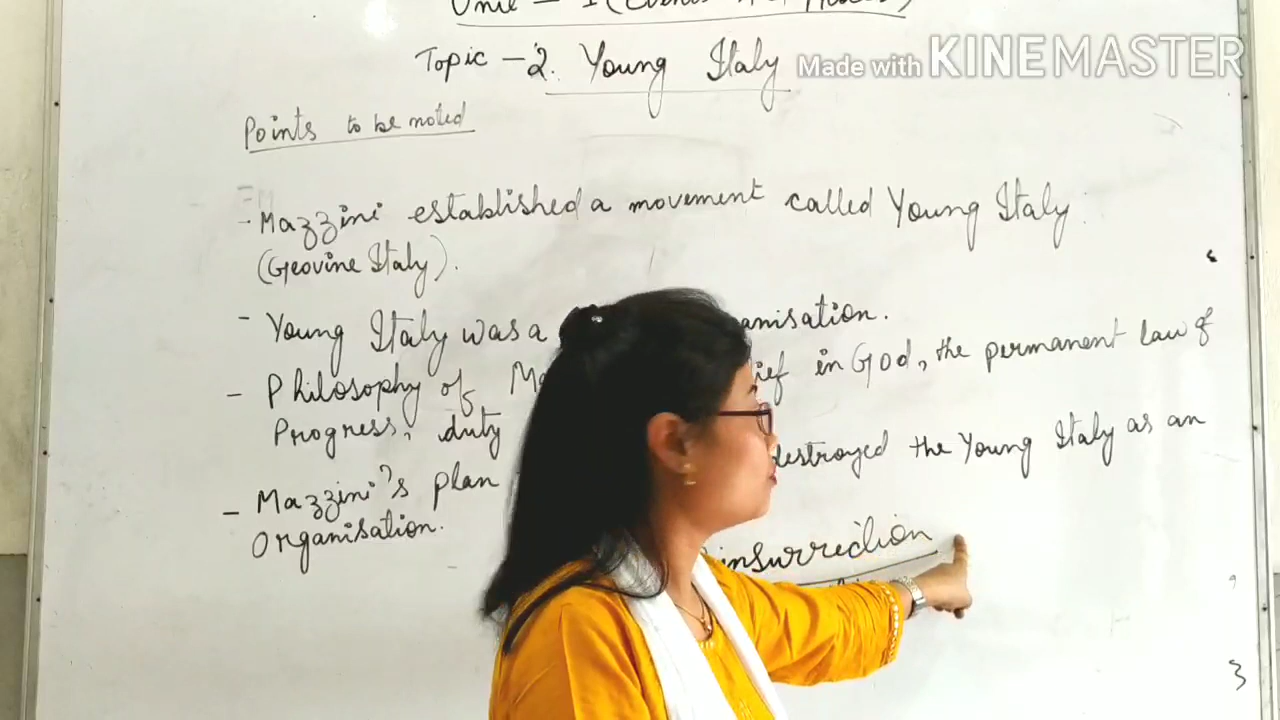 Unit - I (Events
Topic - 2. Young Italy
Made with KINEMASTER
Points to be noted
- Mazzini established a movement called Young Italy.
(Geovine Italy).
- Young Italy was a anisation.
- Philosophy of in God, the permanent law of
Progress, duty
- Mazzini's plan destroyed the Young Italy as an
Organisation.
insurrection
3